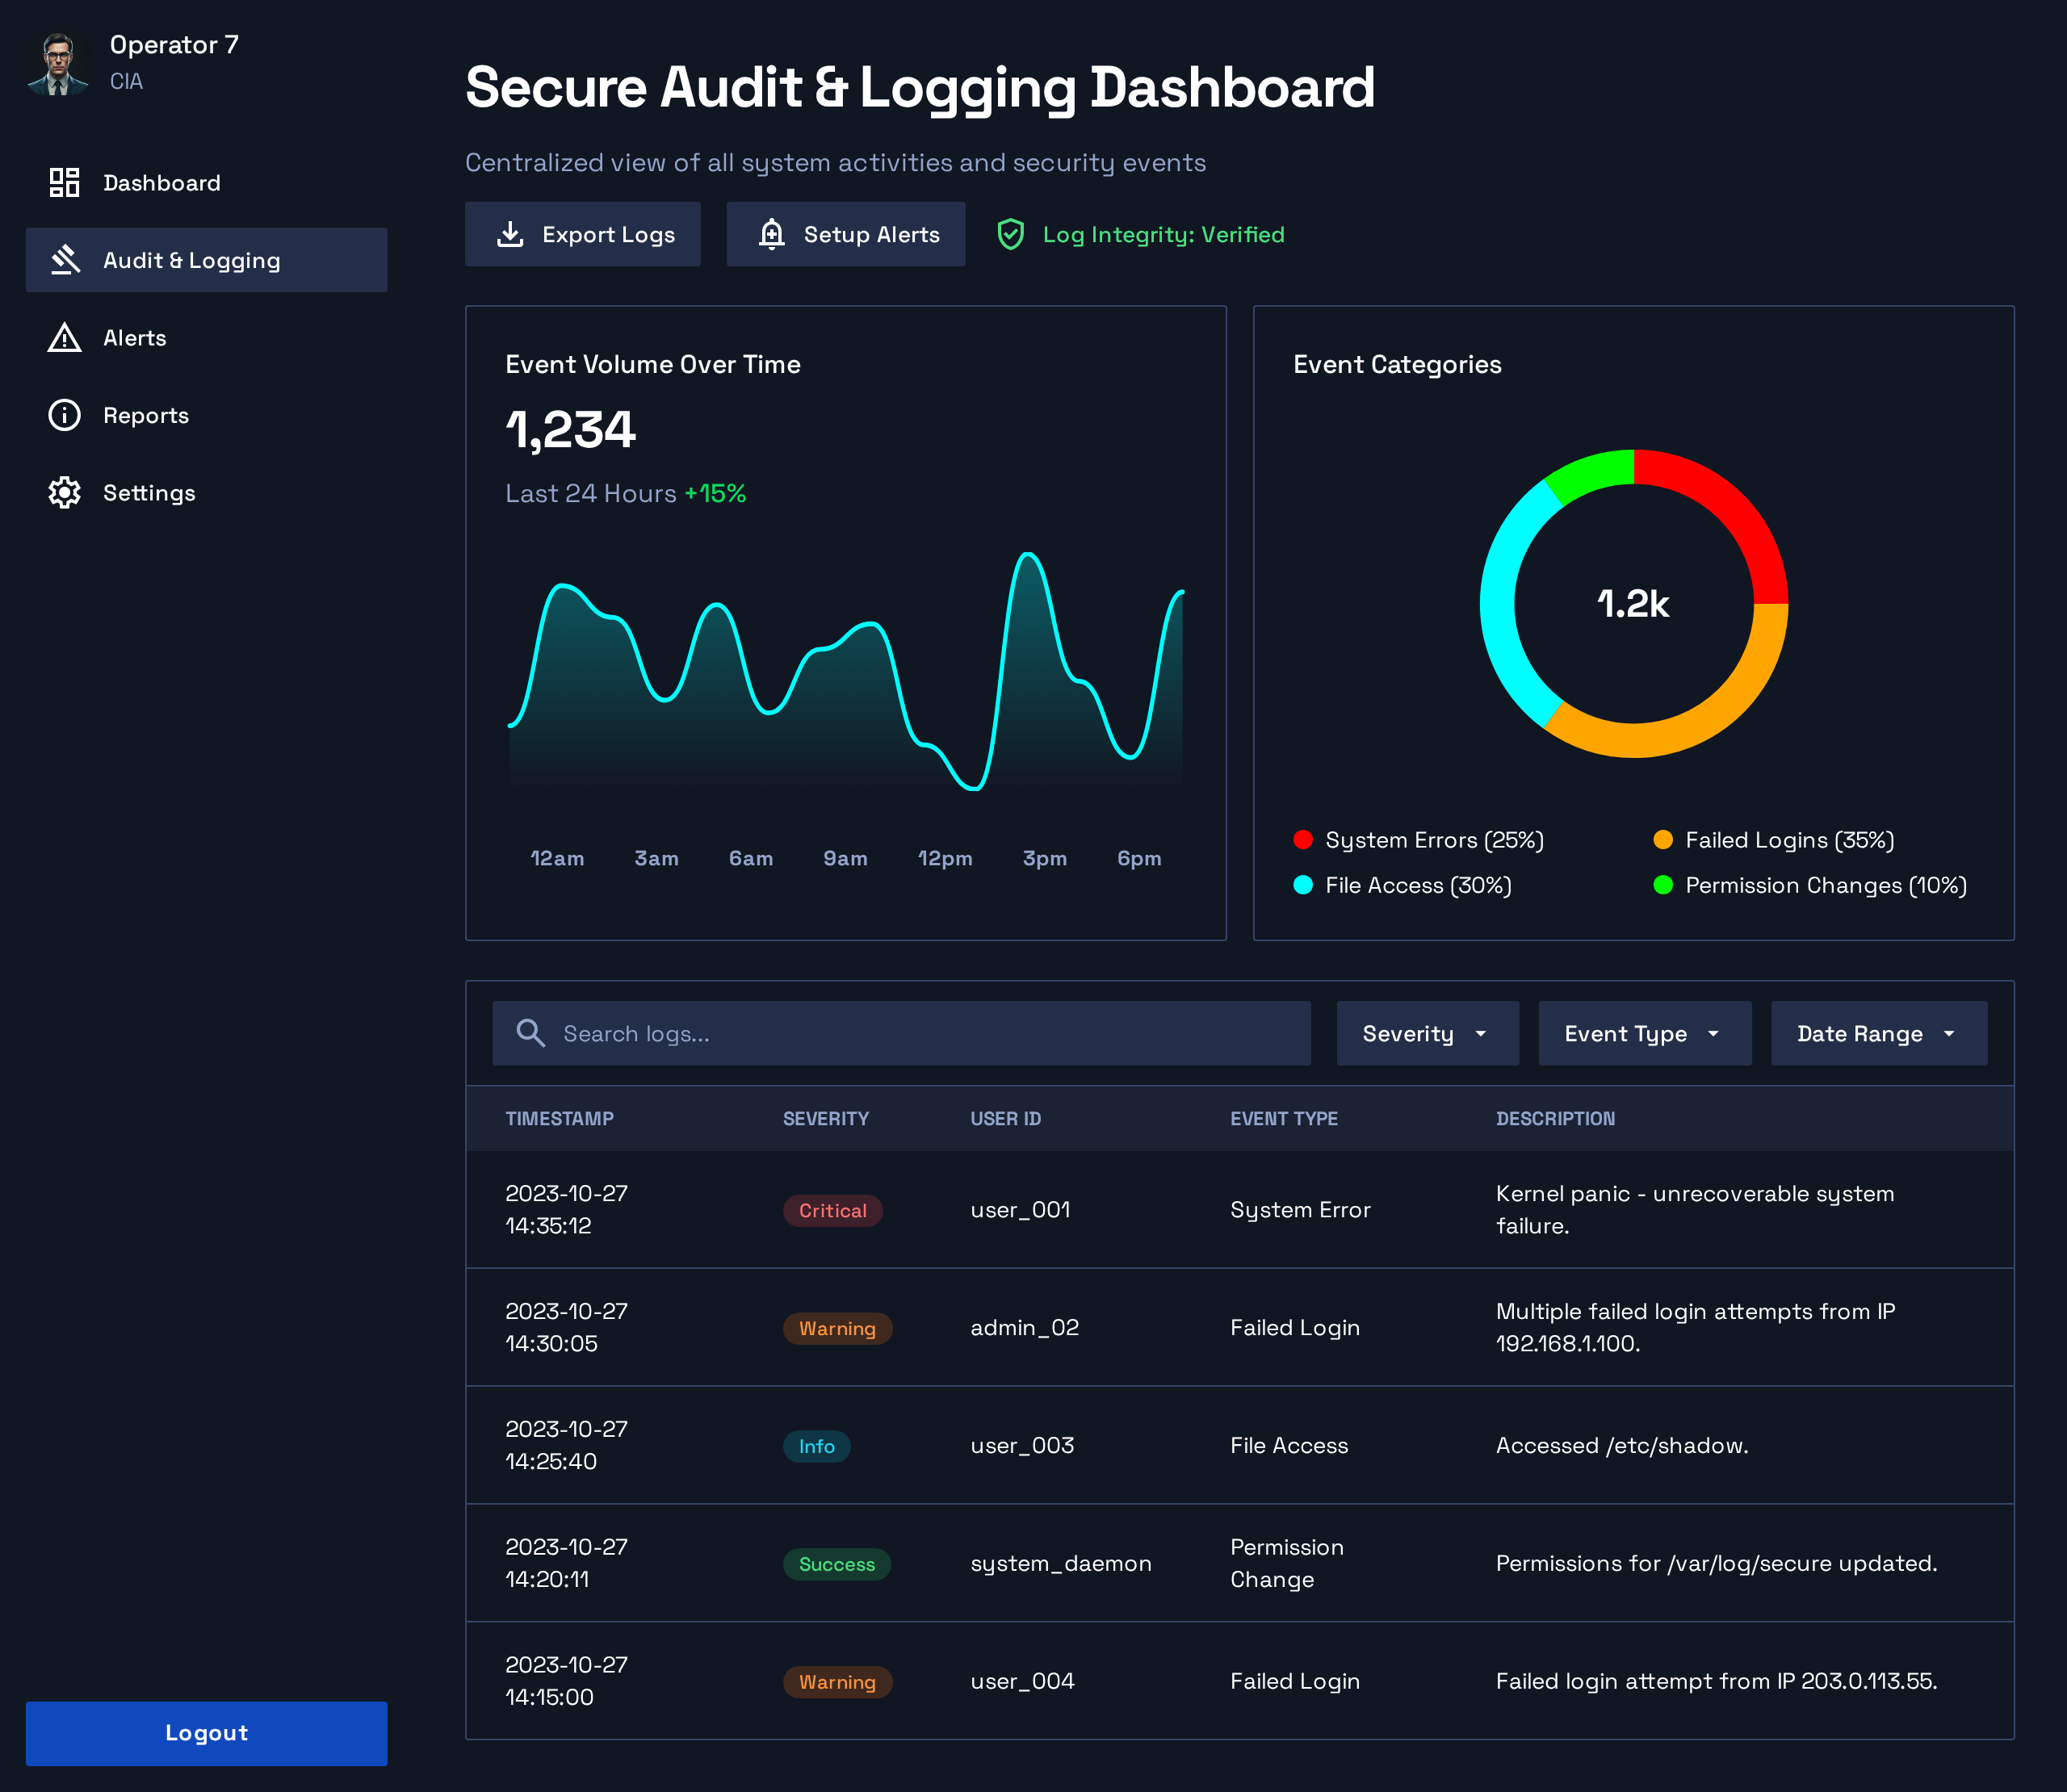 Operator 7
CIA
Dashboard
Audit & Logging
Alerts
Reports
Settings
Logout
Secure Audit & Logging Dashboard
Centralized view of all system activities and security events
Export Logs
Setup Alerts
Log Integrity: Verified
Event Volume Over Time
1,234
Last 24 Hours +15%
12am 3am 6am 9am 12pm 3pm 6pm
Event Categories
1.2k
System Errors (25%)
Failed Logins (35%)
File Access (30%)
Permission Changes (10%)
Search logs...
Severity
Event Type
Date Range
TIMESTAMP SEVERITY USER ID EVENT TYPE DESCRIPTION
2023-10-27
14:35:12
Critical
user_001
System Error
Kernel panic - unrecoverable system
failure.
2023-10-27
14:30:05
Warning
admin_02
Failed Login
Multiple failed login attempts from IP
192.168.1.100.
2023-10-27
14:25:40
Info
user_003
File Access
Accessed /etc/shadow.
2023-10-27
14:20:11
Success
system_daemon
Permission
Change
Permissions for /var/log/secure updated.
2023-10-27
14:15:00
Warning
user_004
Failed Login
Failed login attempt from IP 203.0.113.55.